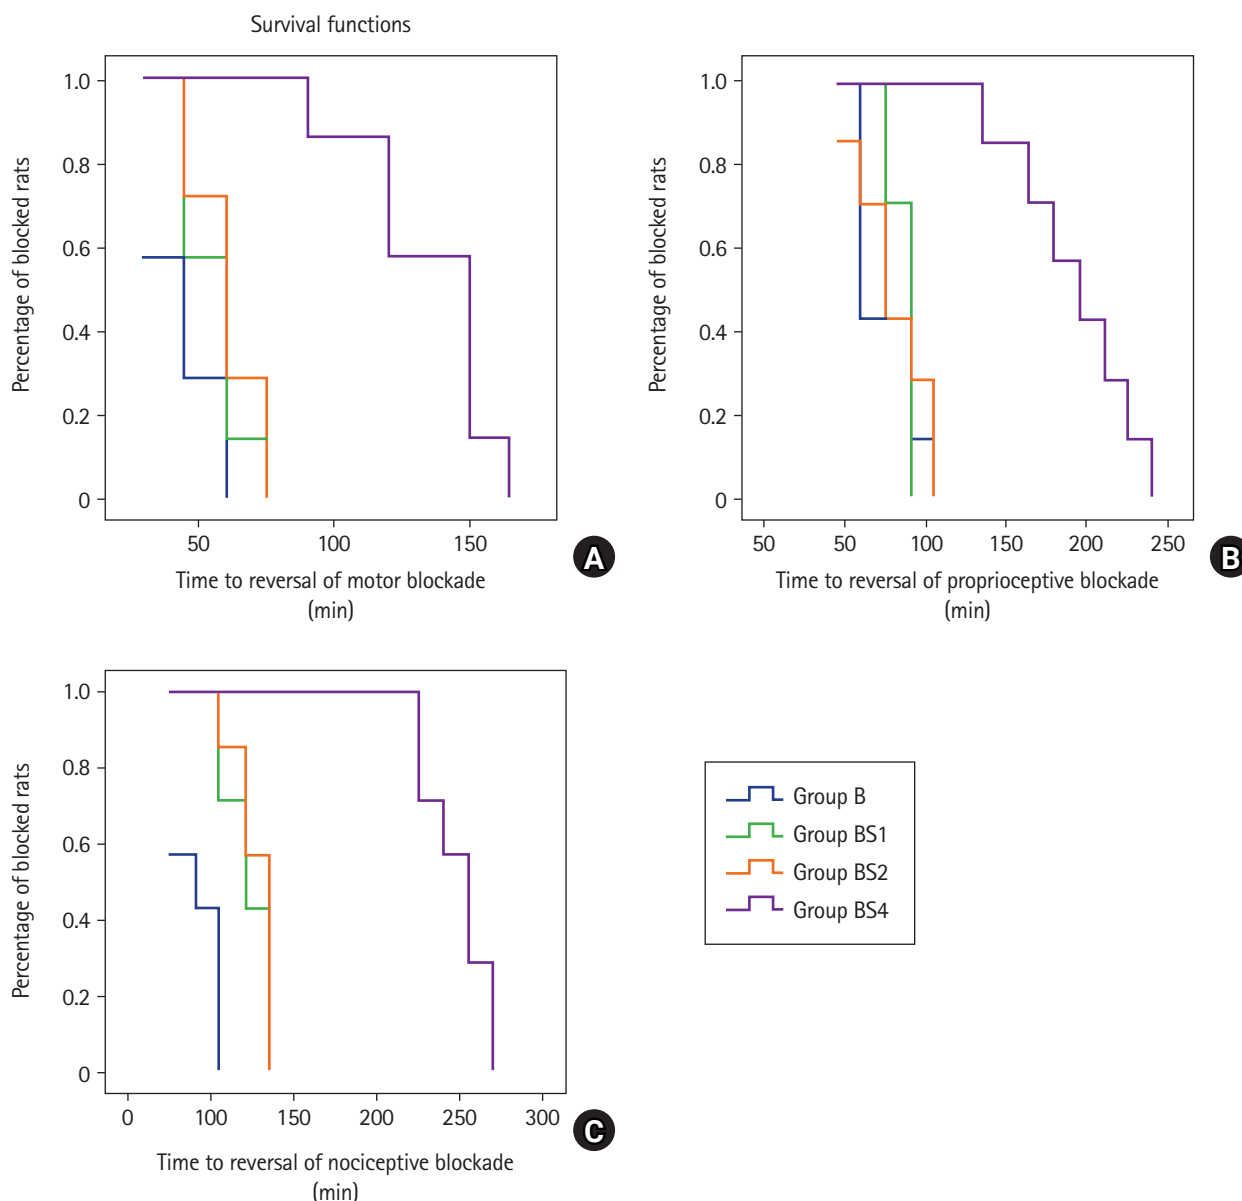 Survival functions
Percentage of blocked rats
1.0
0.8
0.6
0.4
0.2
0
50
100
150
Time to reversal of motor blockade
(min)
A
Percentage of blocked rats
1.0
0.8
0.6
0.4
0.2
0
50
50
100
150
200
250
Time to reversal of proprioceptive blockade
(min)
B
Percentage of blocked rats
1.0
0.8
0.6
0.4
0.2
0
0
100
150
200
250
300
Time to reversal of nociceptive blockade
(min)
C
Group B
Group BS1
Group BS2
Group BS4